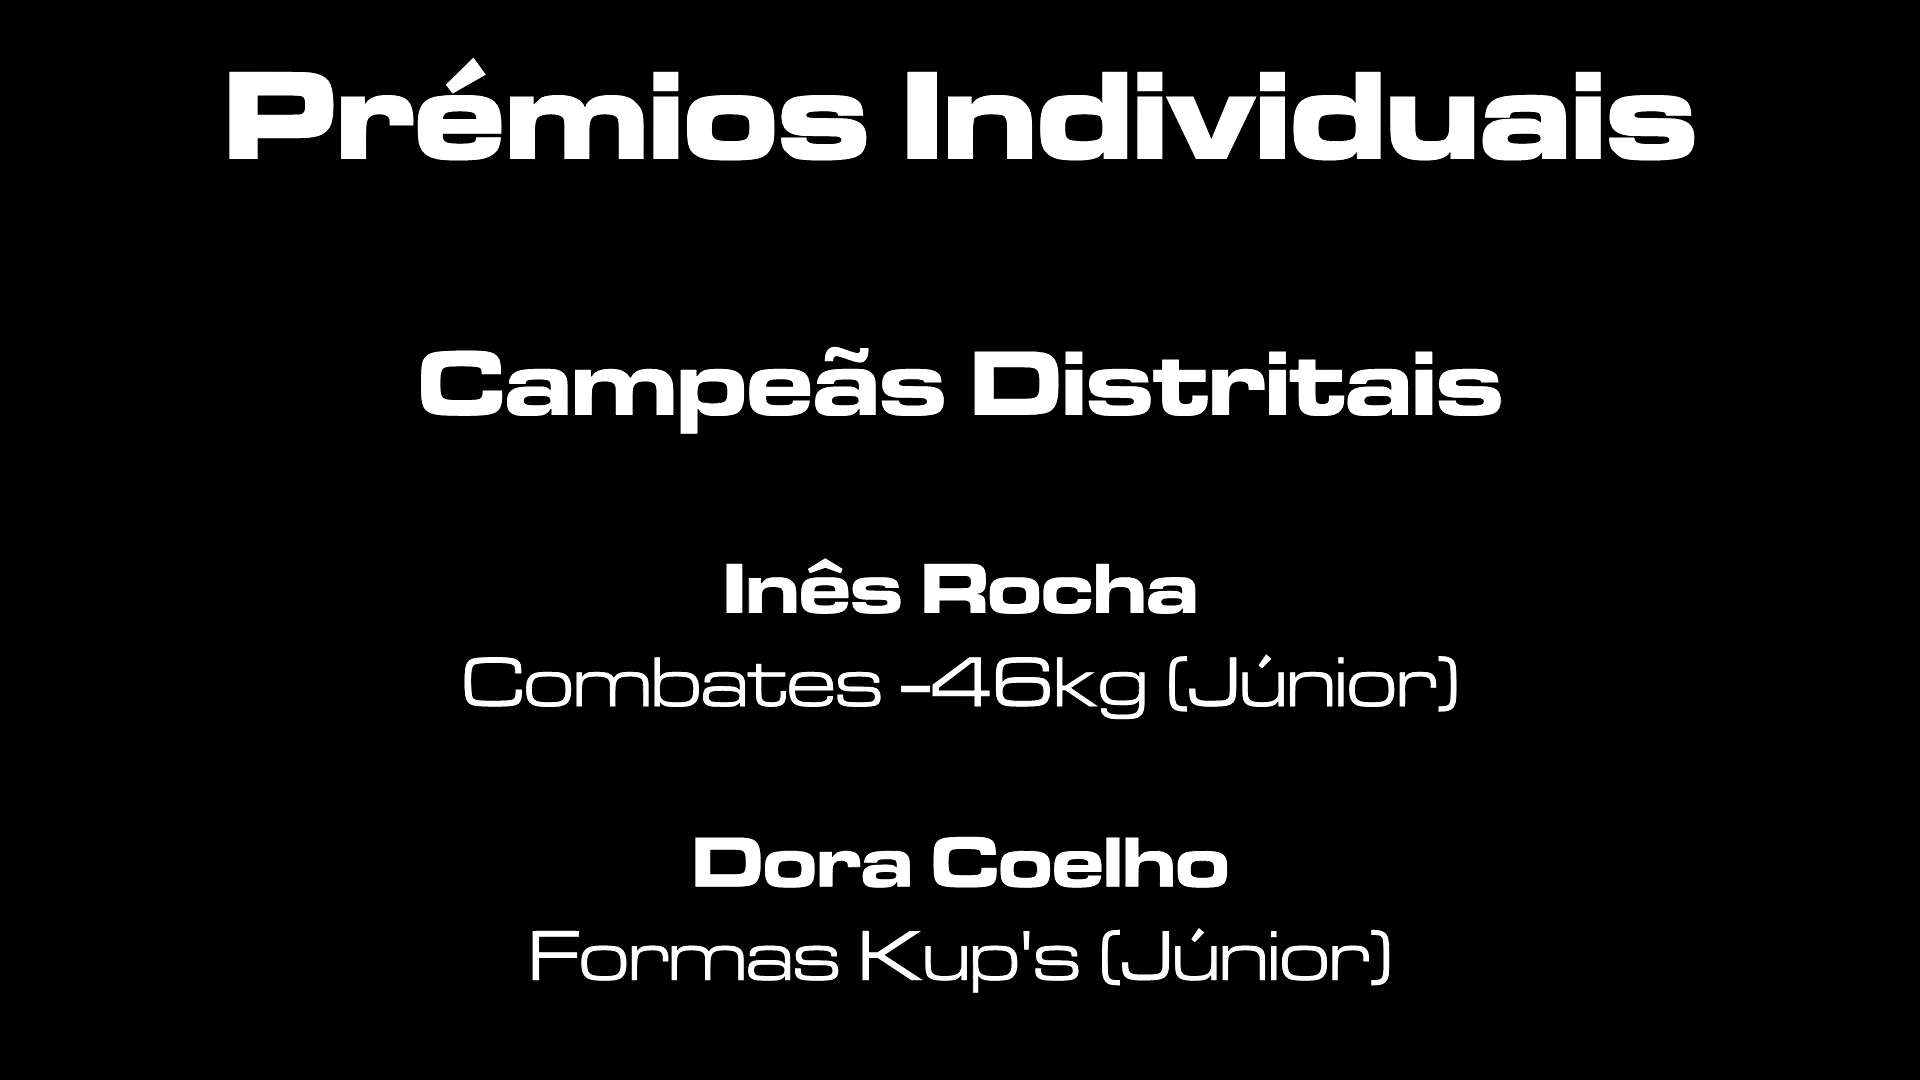 Prémios Individuais
Campeãs Distritais
Inês Rocha
Combates -46kg (Júnior)
Dora Coelho
Formas Kup's (Júnior)